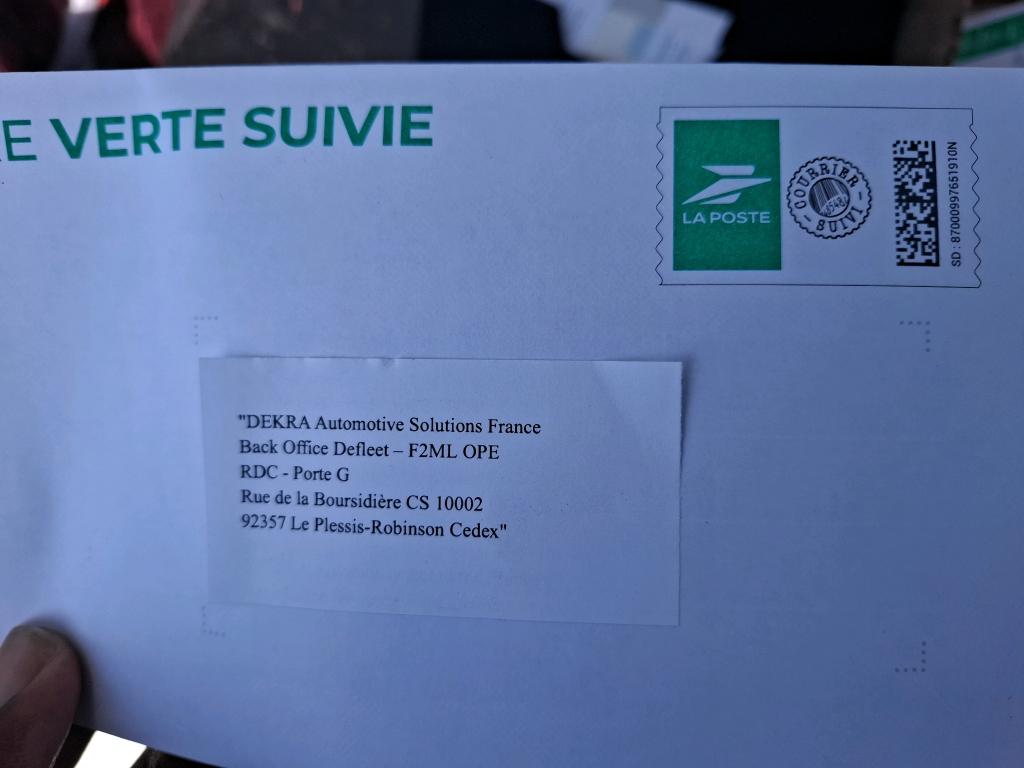 E VERTE SUIVIE
LA POSTE
COURRIER
SUIVI
SD : 87000997651910N
"DEKRA Automotive Solutions France
Back Office Defleet – F2ML OPE
RDC - Porte G
Rue de la Boursidière CS 10002
92357 Le Plessis-Robinson Cedex"